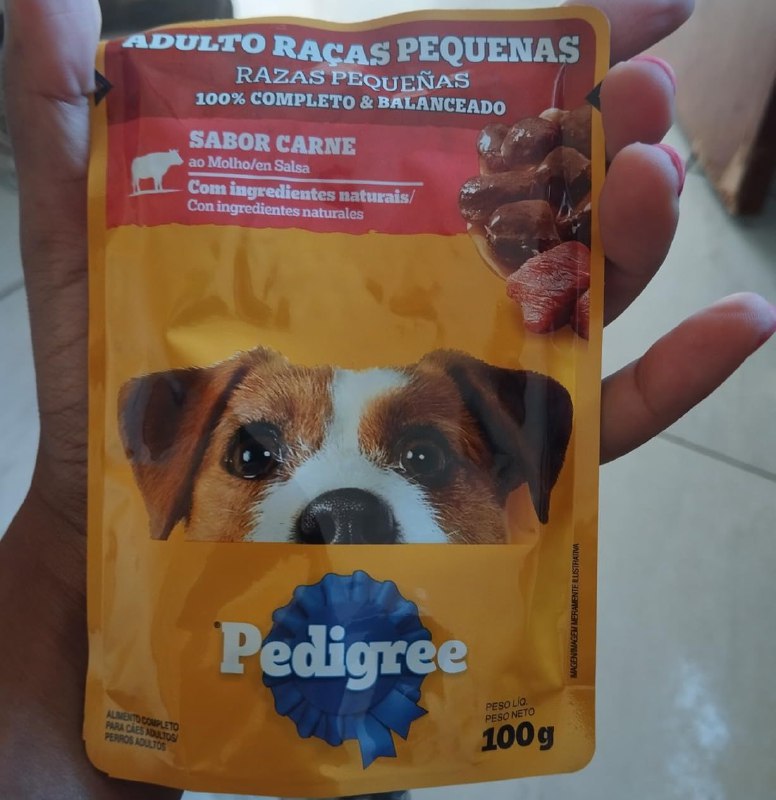 ADULTO RAÇAS PEQUENAS
RAZAS PEQUEÑAS
100% COMPLETO & BALANCEADO
SABOR CARNE
ao Molho/en Salsa
Com ingredientes naturais/
Con ingredientes naturales
Pedigree
IMAGEN/IMAGEM MERAMENTE ILUSTRATIVA
ALIMENTO COMPLETO
PARA CÃES ADULTOS/
PERROS ADULTOS
PESO LÍQ.
PESO NETO
100g